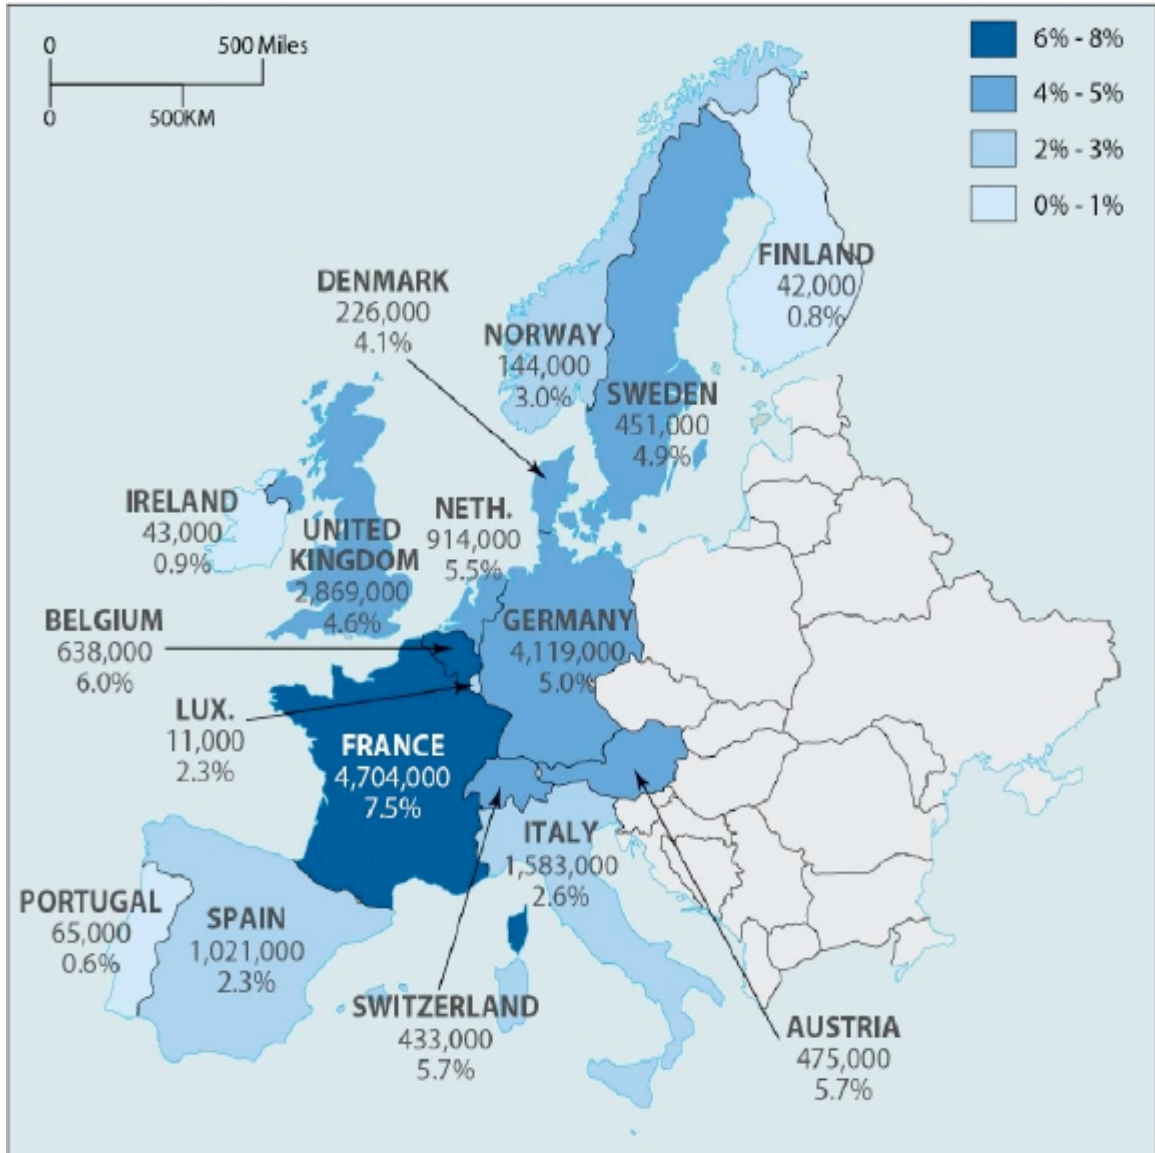 0
500 Miles
0
500KM
6% - 8%
4% - 5%
2% - 3%
0% - 1%
FINLAND
42,000
0.8%
DENMARK
226,000
4.1%
NORWAY
144,000
3.0%
SWEDEN
451,000
4.9%
IRELAND
43,000
0.9%
UNITED
KINGDOM
2,869,000
4.6%
NETH.
914,000
5.5%
BELGIUM
638,000
6.0%
GERMANY
4,119,000
5.0%
LUX.
11,000
2.3%
FRANCE
4,704,000
7.5%
ITALY
1,583,000
2.6%
PORTUGAL
65,000
0.6%
SPAIN
1,021,000
2.3%
SWITZERLAND
433,000
5.7%
AUSTRIA
475,000
5.7%